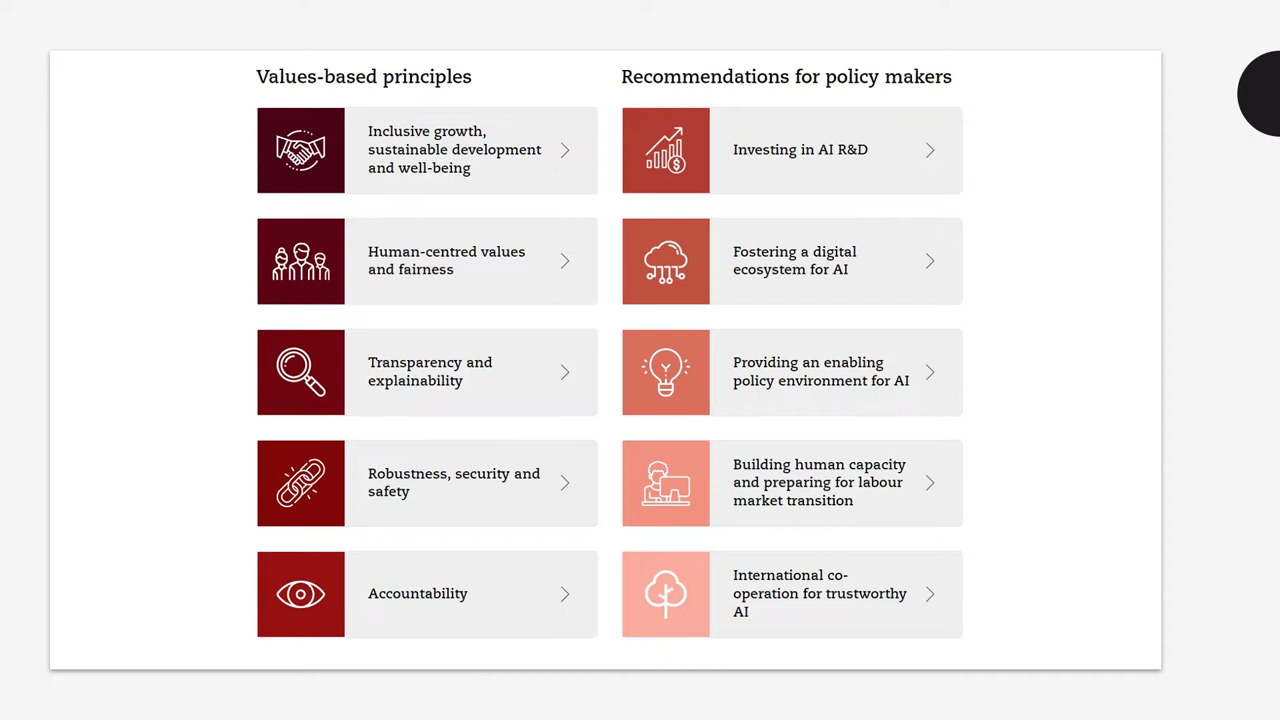 Values-based principles
Inclusive growth,
sustainable development
and well-being
Human-centred values
and fairness
Transparency and
explainability
Robustness, security and
safety
Accountability
Recommendations for policy makers
Investing in AI R&D
Fostering a digital
ecosystem for AI
Providing an enabling
policy environment for AI
Building human capacity
and preparing for labour
market transition
International co-
operation for trustworthy
AI